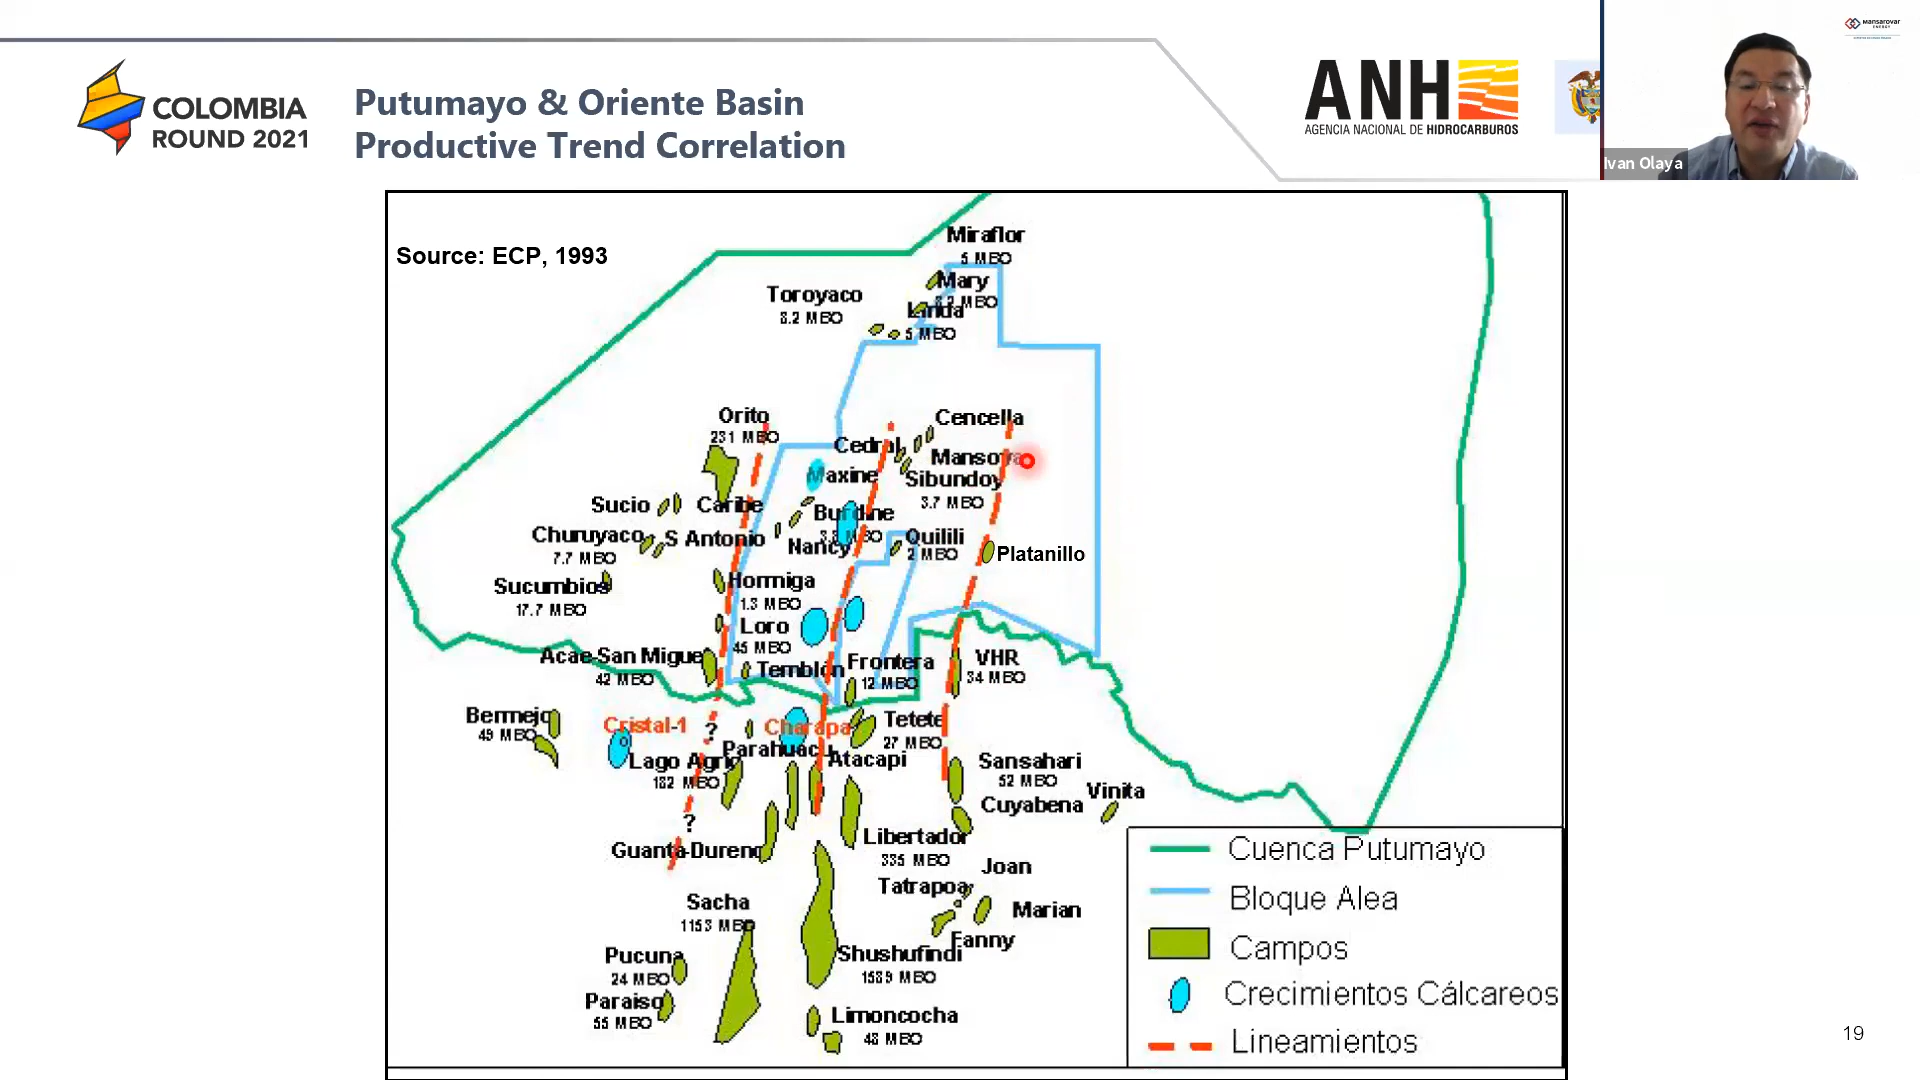 COLOMBIA
ROUND 2021
Putumayo & Oriente Basin
Productive Trend Correlation
ANH
AGENCIA NACIONAL DE HIDROCARBUROS
mansarovar
ENERGY
Ivan Olaya
Source: ECP, 1993
Miraflor
5 MBO
Mary
MBO
Toroyaco
3.2 MBO
Linda
5 MBO
Orito
231 MBO
Cencella
Cedral
Mansoya
Maxine
Sibundoy
3.7 MBO
Sucio
Caribe
Burdine
Churuyaco
7.7 MBO
S Antonio
Nancy
Quilili
2 MBO
Platanillo
Sucumbios
17.7 MBO
Hormiga
1.3 MBO
Loro
45 MBO
Acae-San Miguel
42 MBO
Temblón
Frontera
12 MBO
VHR
34 MBO
Bermejo
49 MBO
Cristal-1
?
Charapa
Tetete
27 MBO
Parahuacu
Lago Agrio
182 MBO
Atacapi
Sansahari
52 MBO
Vinita
Cuyabena
?
Guanta-Dureno
Libertador
335 MBO
Joan
Tatrapoa
Sacha
1153 MBO
Marian
Fanny
Pucuna
24 MBO
Shushufindi
1589 MBO
Paraiso
55 MBO
Limoncocha
48 MBO
Cuenca Putumayo
Bloque Alea
Campos
Crecimientos Cálcareos
Lineamientos
19